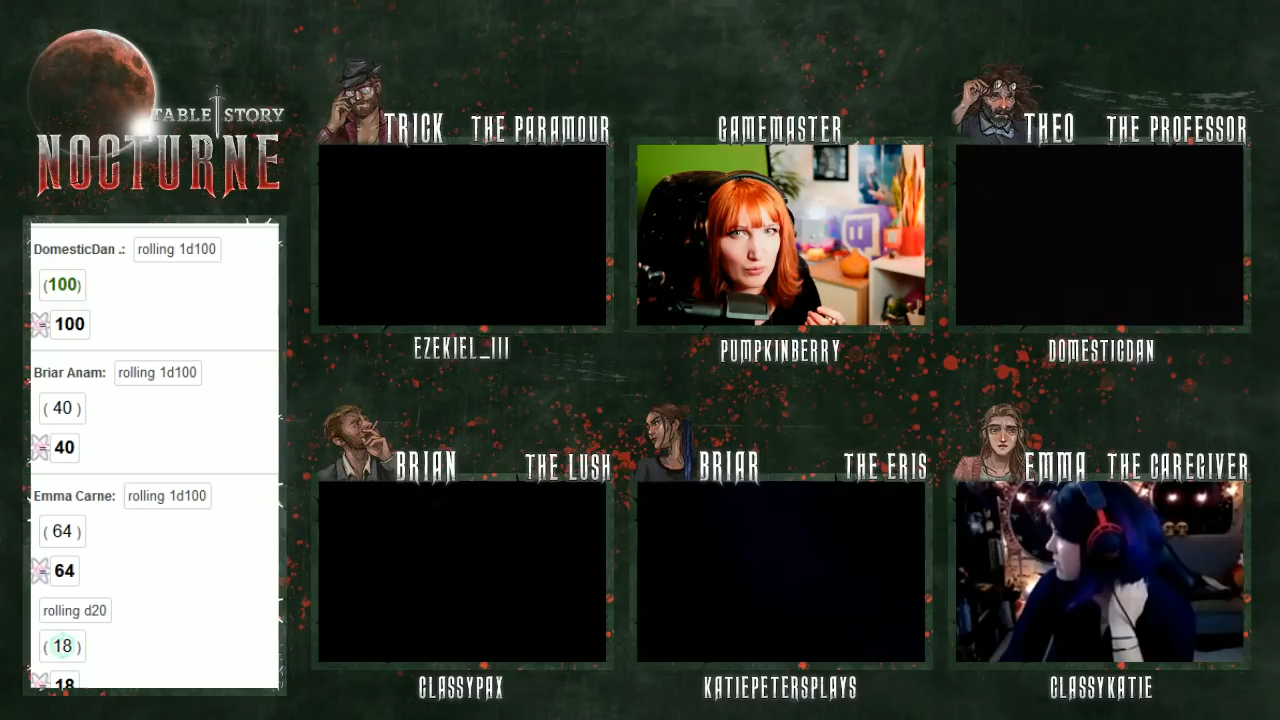 TABLE STORY
NOCTURNE
DomesticDan .: rolling 1d100
(100)
= 100
Briar Anam: rolling 1d100
( 40 )
= 40
Emma Carne: rolling 1d100
( 64 )
= 64
rolling d20
( 18 )
= 18
TRICK THE PARAMOUR
EZEKIEL_III
GAMEMASTER
PUMPKINBERRY
THEO THE PROFESSOR
DOMESTICDAN
BRIAN THE LUSH
CLASSYPAX
BRIAR THE ERIS
KATIEPETERSPLAYS
EMMA THE CAREGIVER
CLASSYKATIE